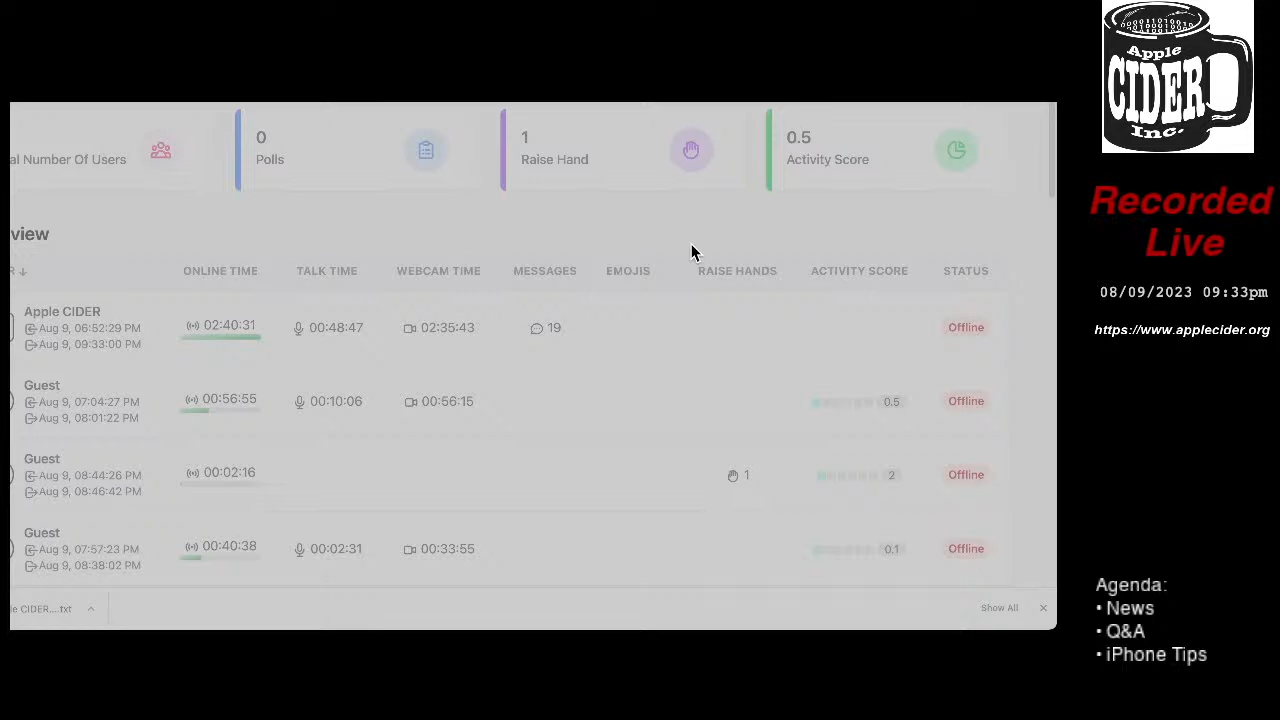 Apple
CIDER
Inc.
Recorded
Live
08/09/2023 09:33pm
https://www.applecider.org
al Number Of Users
0
Polls
1
Raise Hand
0.5
Activity Score
view
R ↓ ONLINE TIME TALK TIME WEBCAM TIME MESSAGES EMOJIS RAISE HANDS ACTIVITY SCORE STATUS
Apple CIDER
Aug 9, 06:52:29 PM
Aug 9, 09:33:00 PM
02:40:31 00:48:47 02:35:43 19 Offline
Guest
Aug 9, 07:04:27 PM
Aug 9, 08:01:22 PM
00:56:55 00:10:06 00:56:15 0.5 Offline
Guest
Aug 9, 08:44:26 PM
Aug 9, 08:46:42 PM
00:02:16 1 2 Offline
Guest
Aug 9, 07:57:23 PM
Aug 9, 08:38:02 PM
00:40:38 00:02:31 00:33:55 0.1 Offline
le CIDER....txt Show All
Agenda:
• News
• Q&A
• iPhone Tips